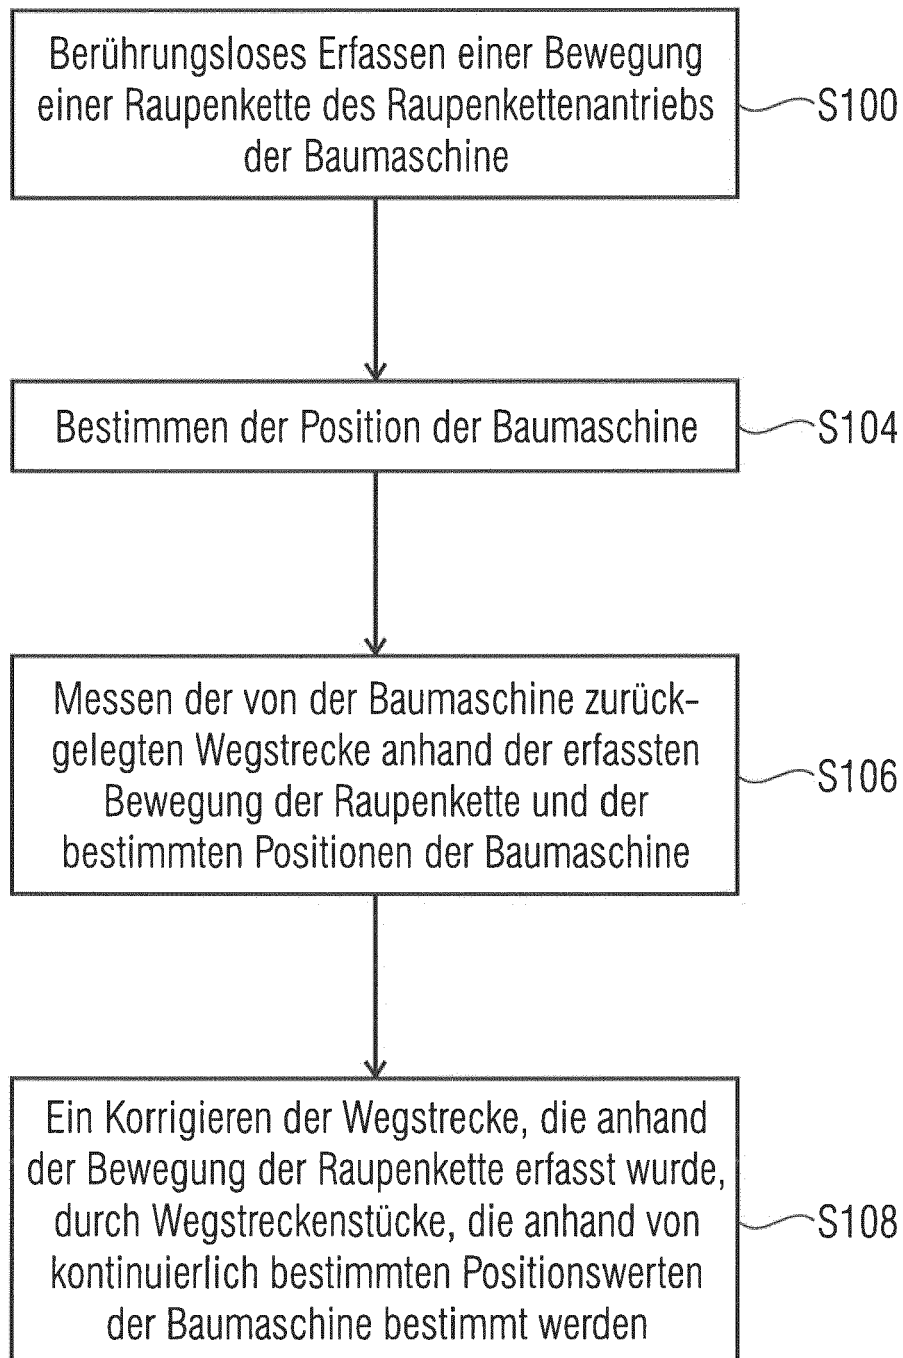 Berührungsloses Erfassen einer Bewegung
einer Raupenkette des Raupenkettenantriebs
der Baumaschine
S100
Bestimmen der Position der Baumaschine
S104
Messen der von der Baumaschine zurück-
gelegten Wegstrecke anhand der erfassten
Bewegung der Raupenkette und der
bestimmten Positionen der Baumaschine
S106
Ein Korrigieren der Wegstrecke, die anhand
der Bewegung der Raupenkette erfasst wurde,
durch Wegstreckenstücke, die anhand von
kontinuierlich bestimmten Positionswerten
der Baumaschine bestimmt werden
S108